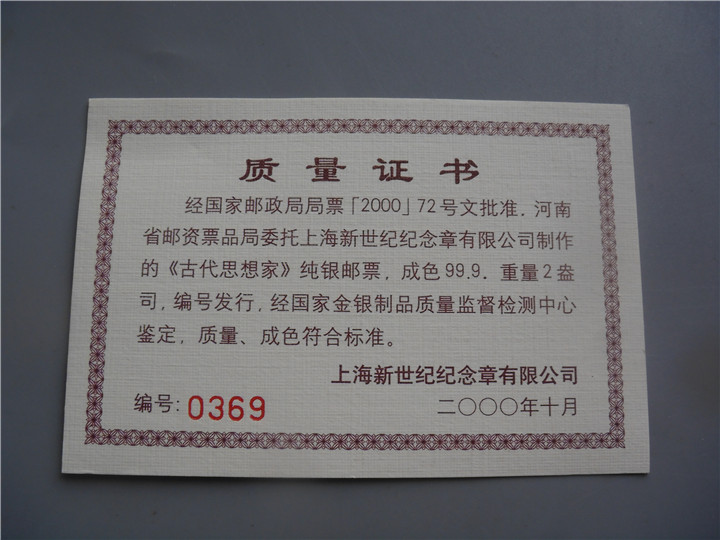 质量证书
经国家邮政局局票「2000」72号文批准，河南
省邮资票品局委托上海新世纪纪念章有限公司制作
的《古代思想家》纯银邮票，成色99.9．重量2盎
司，编号发行，经国家金银制品质量监督检测中心
鉴定，质量、成色符合标准。
上海新世纪纪念章有限公司
编号：0369
二〇〇〇年十月